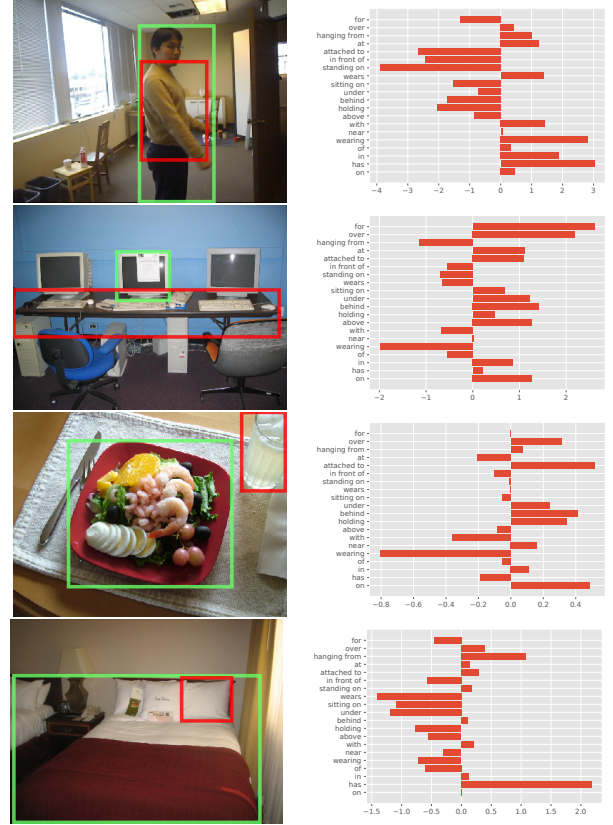 for
over
hanging from
at
attached to
in front of
standing on
wears
sitting on
under
behind
holding
above
with
near
wearing
of
in
has
on
−4 −3 −2 −1 0 1 2 3
for
over
hanging from
at
attached to
in front of
standing on
wears
sitting on
under
behind
holding
above
with
near
wearing
of
in
has
on
−2 −1 0 1 2
for
over
hanging from
at
attached to
in front of
standing on
wears
sitting on
under
behind
holding
above
with
near
wearing
of
in
has
on
−0.8 −0.6 −0.4 −0.2 0.0 0.2 0.4
for
over
hanging from
at
attached to
in front of
standing on
wears
sitting on
under
behind
holding
above
with
near
wearing
of
in
has
on
−1.5 −1.0 −0.5 0.0 0.5 1.0 1.5 2.0